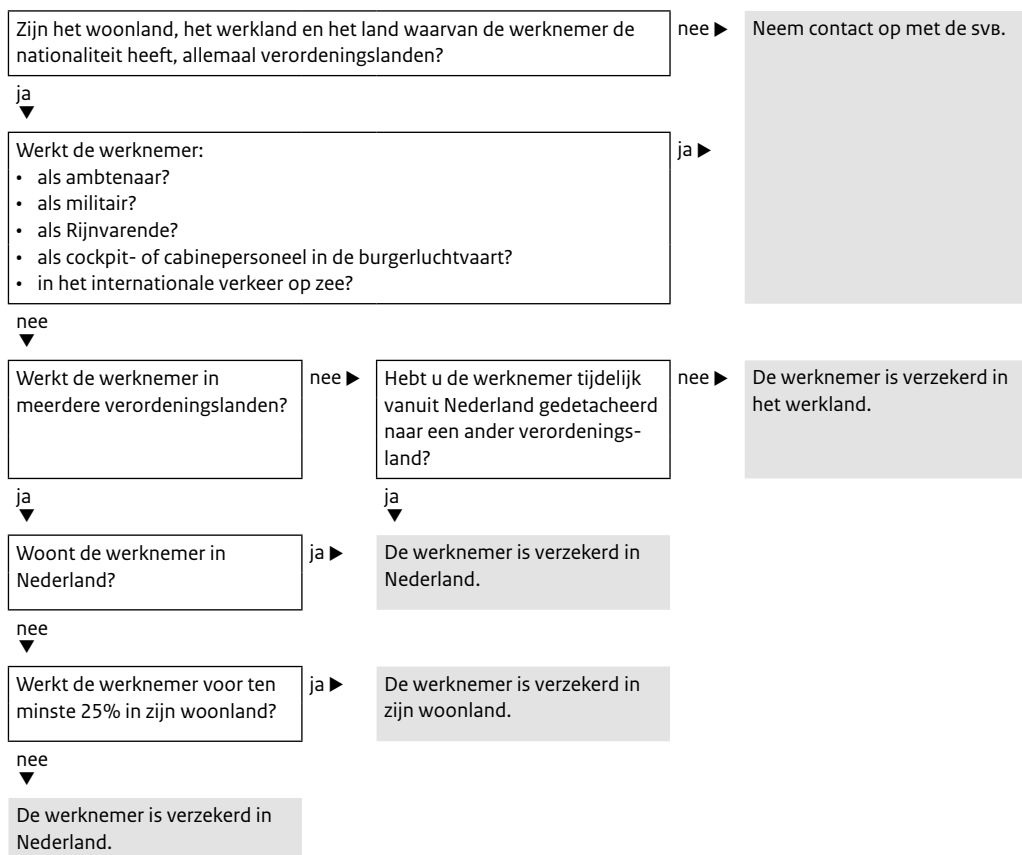 Zijn het woonland, het werkland en het land waarvan de werknemer de
nationaliteit heeft, allemaal verordeningslanden?
nee ▶
Neem contact op met de SVB.
ja
▼
Werkt de werknemer:
• als ambtenaar?
• als militair?
• als Rijnvarende?
• als cockpit- of cabinepersoneel in de burgerluchtvaart?
• in het internationale verkeer op zee?
ja ▶
nee
▼
Werkt de werknemer in
meerdere verordeningslanden?
nee ▶
Hebt u de werknemer tijdelijk
vanuit Nederland gedetacheerd
naar een ander verordenings-
land?
nee ▶
De werknemer is verzekerd in
het werkland.
ja
▼
ja
▼
Woont de werknemer in
Nederland?
ja ▶
De werknemer is verzekerd in
Nederland.
nee
▼
Werkt de werknemer voor ten
minste 25% in zijn woonland?
ja ▶
De werknemer is verzekerd in
zijn woonland.
nee
▼
De werknemer is verzekerd in
Nederland.